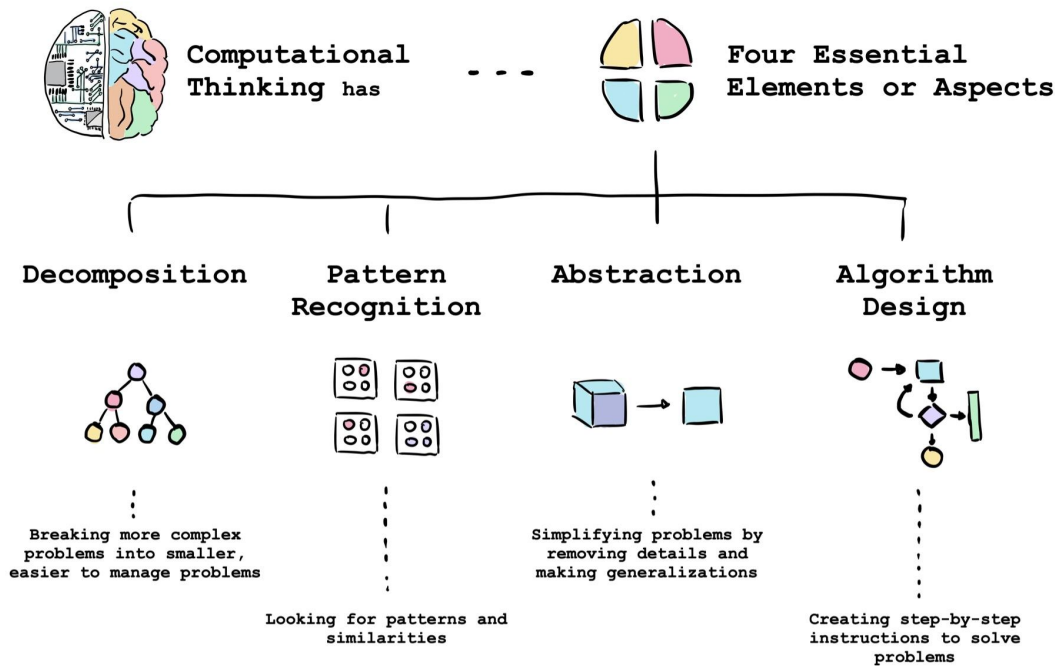 Computational
Thinking has
Four Essential
Elements or Aspects
Decomposition
Pattern
Recognition
Abstraction
Algorithm
Design
Breaking more complex
problems into smaller,
easier to manage problems
Looking for patterns and
similarities
Simplifying problems by
removing details and
making generalizations
Creating step-by-step
instructions to solve
problems